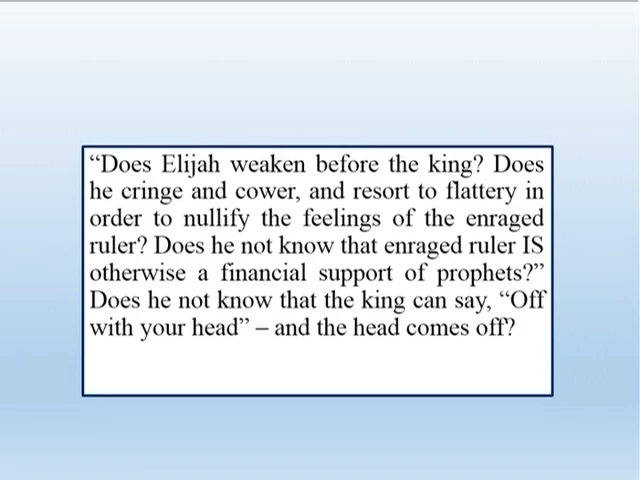 “Does Elijah weaken before the king? Does
he cringe and cower, and resort to flattery in
order to nullify the feelings of the enraged
ruler? Does he not know that enraged ruler IS
otherwise a financial support of prophets?”
Does he not know that the king can say, “Off
with your head” – and the head comes off?